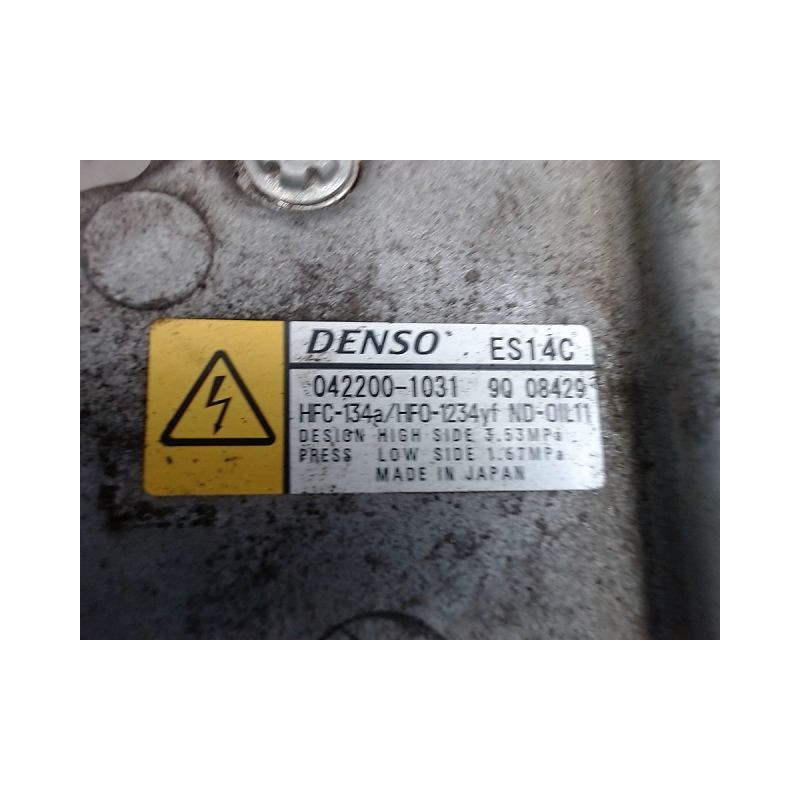 DENSO ES14C
042200-1031 9Q 08429
HFC-134a/HFO-1234yf ND-OIL11
DESIGN HIGH SIDE 3.53MPa
PRESS LOW SIDE 1.67MPa
MADE IN JAPAN